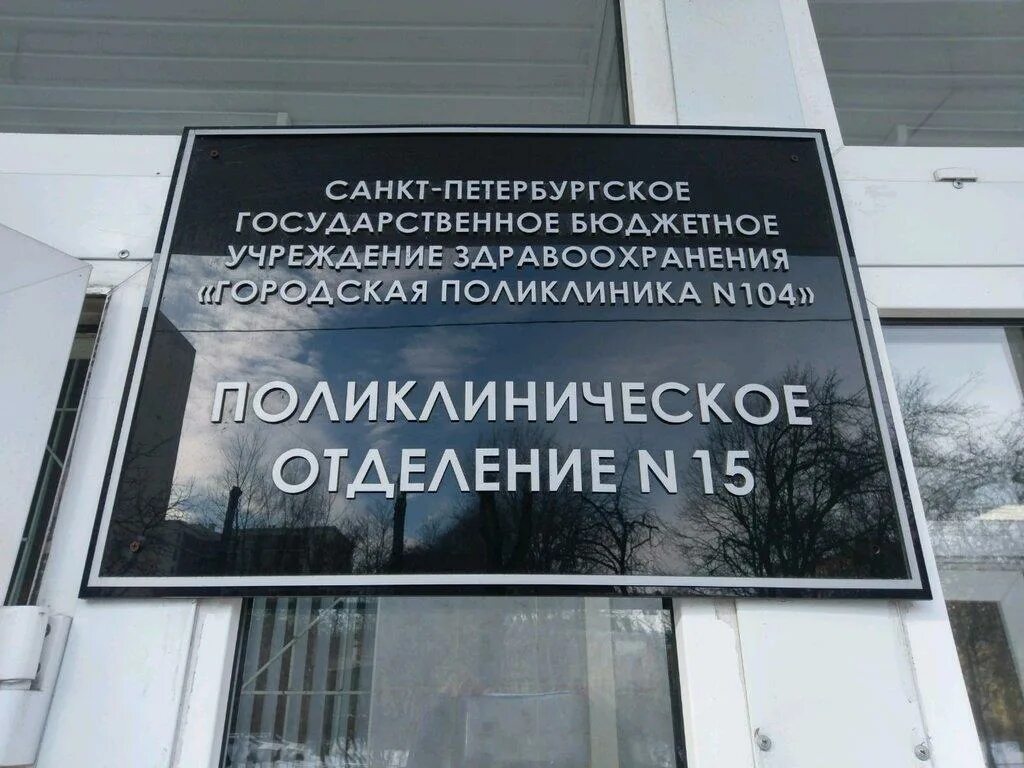 САНКТ-ПЕТЕРБУРГСКОЕ
ГОСУДАРСТВЕННОЕ БЮДЖЕТНОЕ
УЧРЕЖДЕНИЕ ЗДРАВООХРАНЕНИЯ
«ГОРОДСКАЯ ПОЛИКЛИНИКА N104»
ПОЛИКЛИНИЧЕСКОЕ
ОТДЕЛЕНИЕ N 15